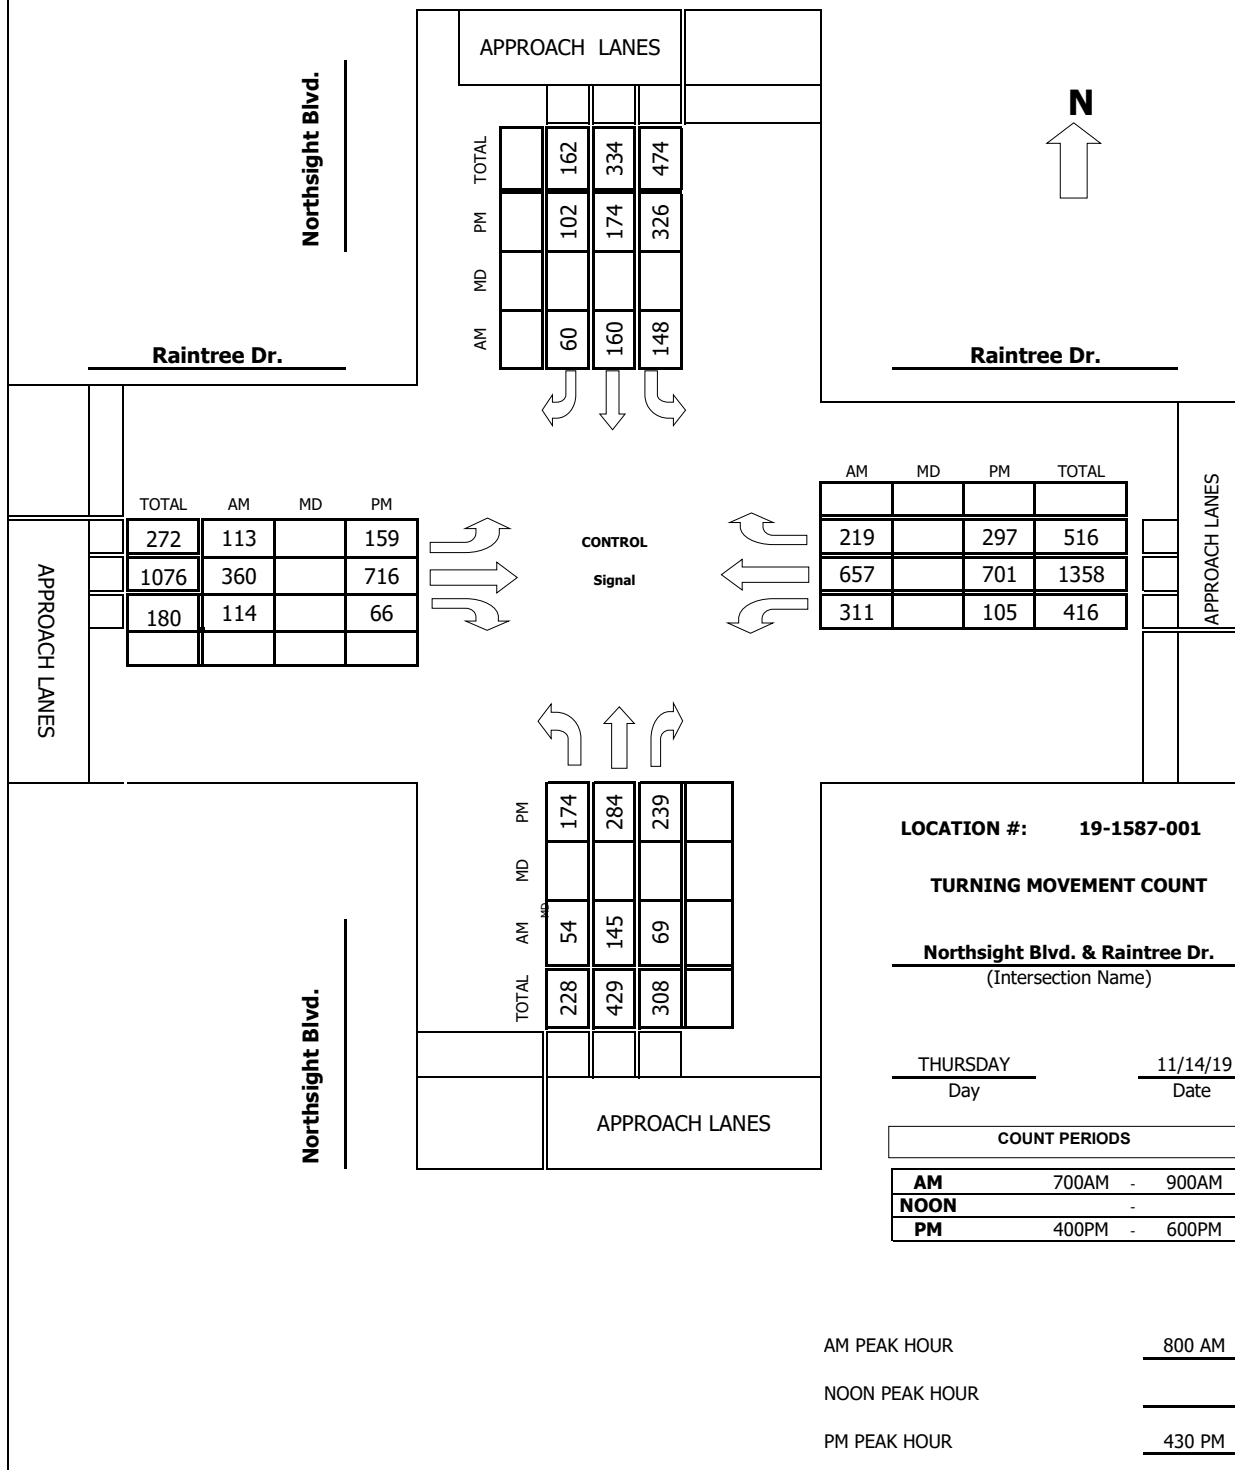 APPROACH LANES
Northsight Blvd.
N
TOTAL 162 334 474
PM 102 174 326
MD
AM 60 160 148
Raintree Dr.
Raintree Dr.
AM MD PM TOTAL
219 297 516
657 701 1358
311 105 416
APPROACH LANES
TOTAL AM MD PM
272 113 159
1076 360 716
180 114 66
APPROACH LANES
CONTROL
Signal
PM 174 284 239
MD
MD
AM 54 145 69
TOTAL 228 429 308
Northsight Blvd.
APPROACH LANES
LOCATION #: 19-1587-001
TURNING MOVEMENT COUNT
Northsight Blvd. & Raintree Dr.
(Intersection Name)
THURSDAY 11/14/19
Day Date
COUNT PERIODS
AM 700AM - 900AM
NOON -
PM 400PM - 600PM
AM PEAK HOUR 800 AM
NOON PEAK HOUR
PM PEAK HOUR 430 PM